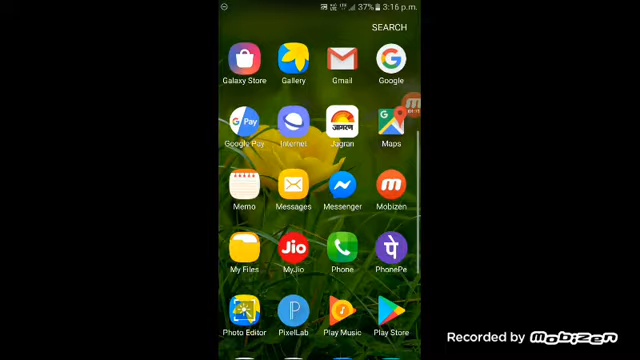 37% 3:16 p.m.
SEARCH
Galaxy Store Gallery Gmail Google
G Pay जागरण
Google Pay Internet Jagran Maps
Memo Messages Messenger Mobizen
Jio पे
My Files MyJio Phone PhonePe
Photo Editor PixelLab Play Music Play Store
Recorded by mobizen